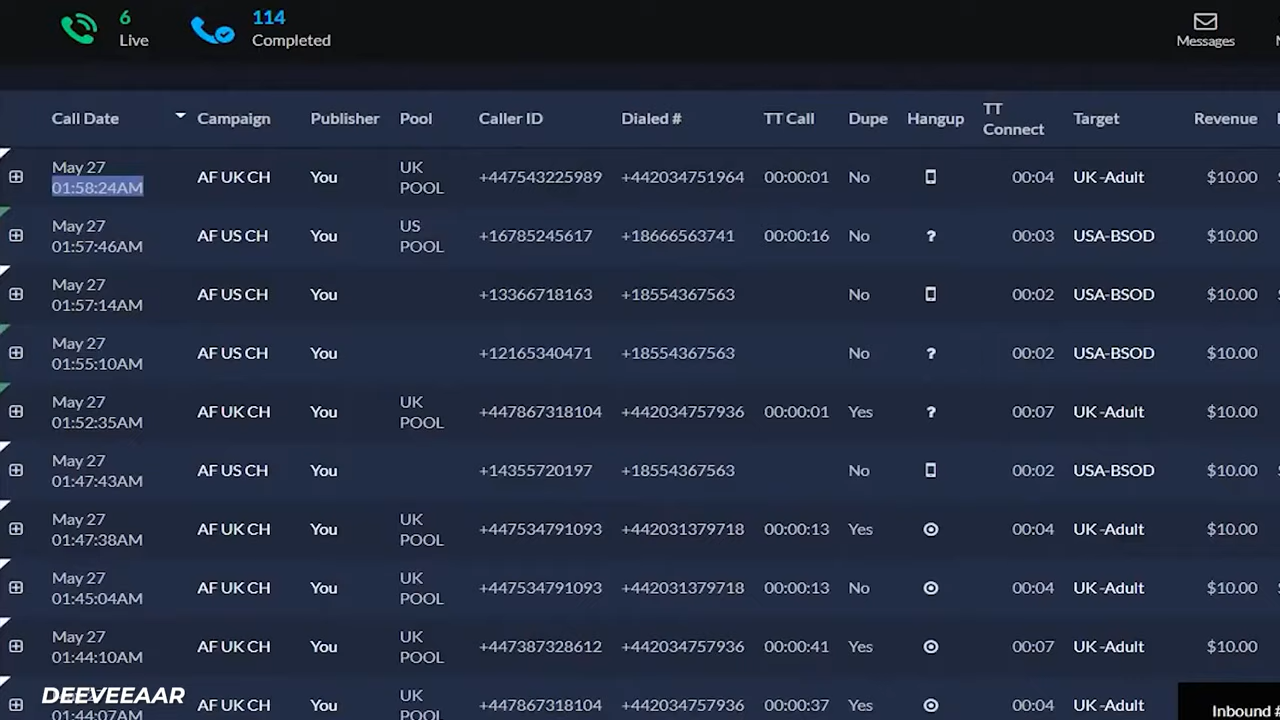 6
Live
114
Completed
Messages
Call Date Campaign Publisher Pool Caller ID Dialed # TT Call Dupe Hangup TT Connect Target Revenue
May 27 01:58:24AM AF UK CH You UK POOL +447543225989 +442034751964 00:00:01 No 00:04 UK -Adult $10.00
May 27 01:57:46AM AF US CH You US POOL +16785245617 +18666563741 00:00:16 No ? 00:03 USA-BSOD $10.00
May 27 01:57:14AM AF US CH You +13366718163 +18554367563 No 00:02 USA-BSOD $10.00
May 27 01:55:10AM AF US CH You +12165340471 +18554367563 No ? 00:02 USA-BSOD $10.00
May 27 01:52:35AM AF UK CH You UK POOL +447867318104 +442034757936 00:00:01 Yes ? 00:07 UK -Adult $10.00
May 27 01:47:43AM AF US CH You +14355720197 +18554367563 No 00:02 USA-BSOD $10.00
May 27 01:47:38AM AF UK CH You UK POOL +447534791093 +442031379718 00:00:13 Yes 00:04 UK -Adult $10.00
May 27 01:45:04AM AF UK CH You UK POOL +447534791093 +442031379718 00:00:13 No 00:04 UK -Adult $10.00
May 27 01:44:10AM AF UK CH You UK POOL +447387328612 +442034757936 00:00:41 Yes 00:07 UK -Adult $10.00
01:44:07AM AF UK CH You UK POOL +447867318104 +442034757936 00:00:37 Yes 00:04 UK -Adult $10.00
DEEVEEAAR
Inbound #